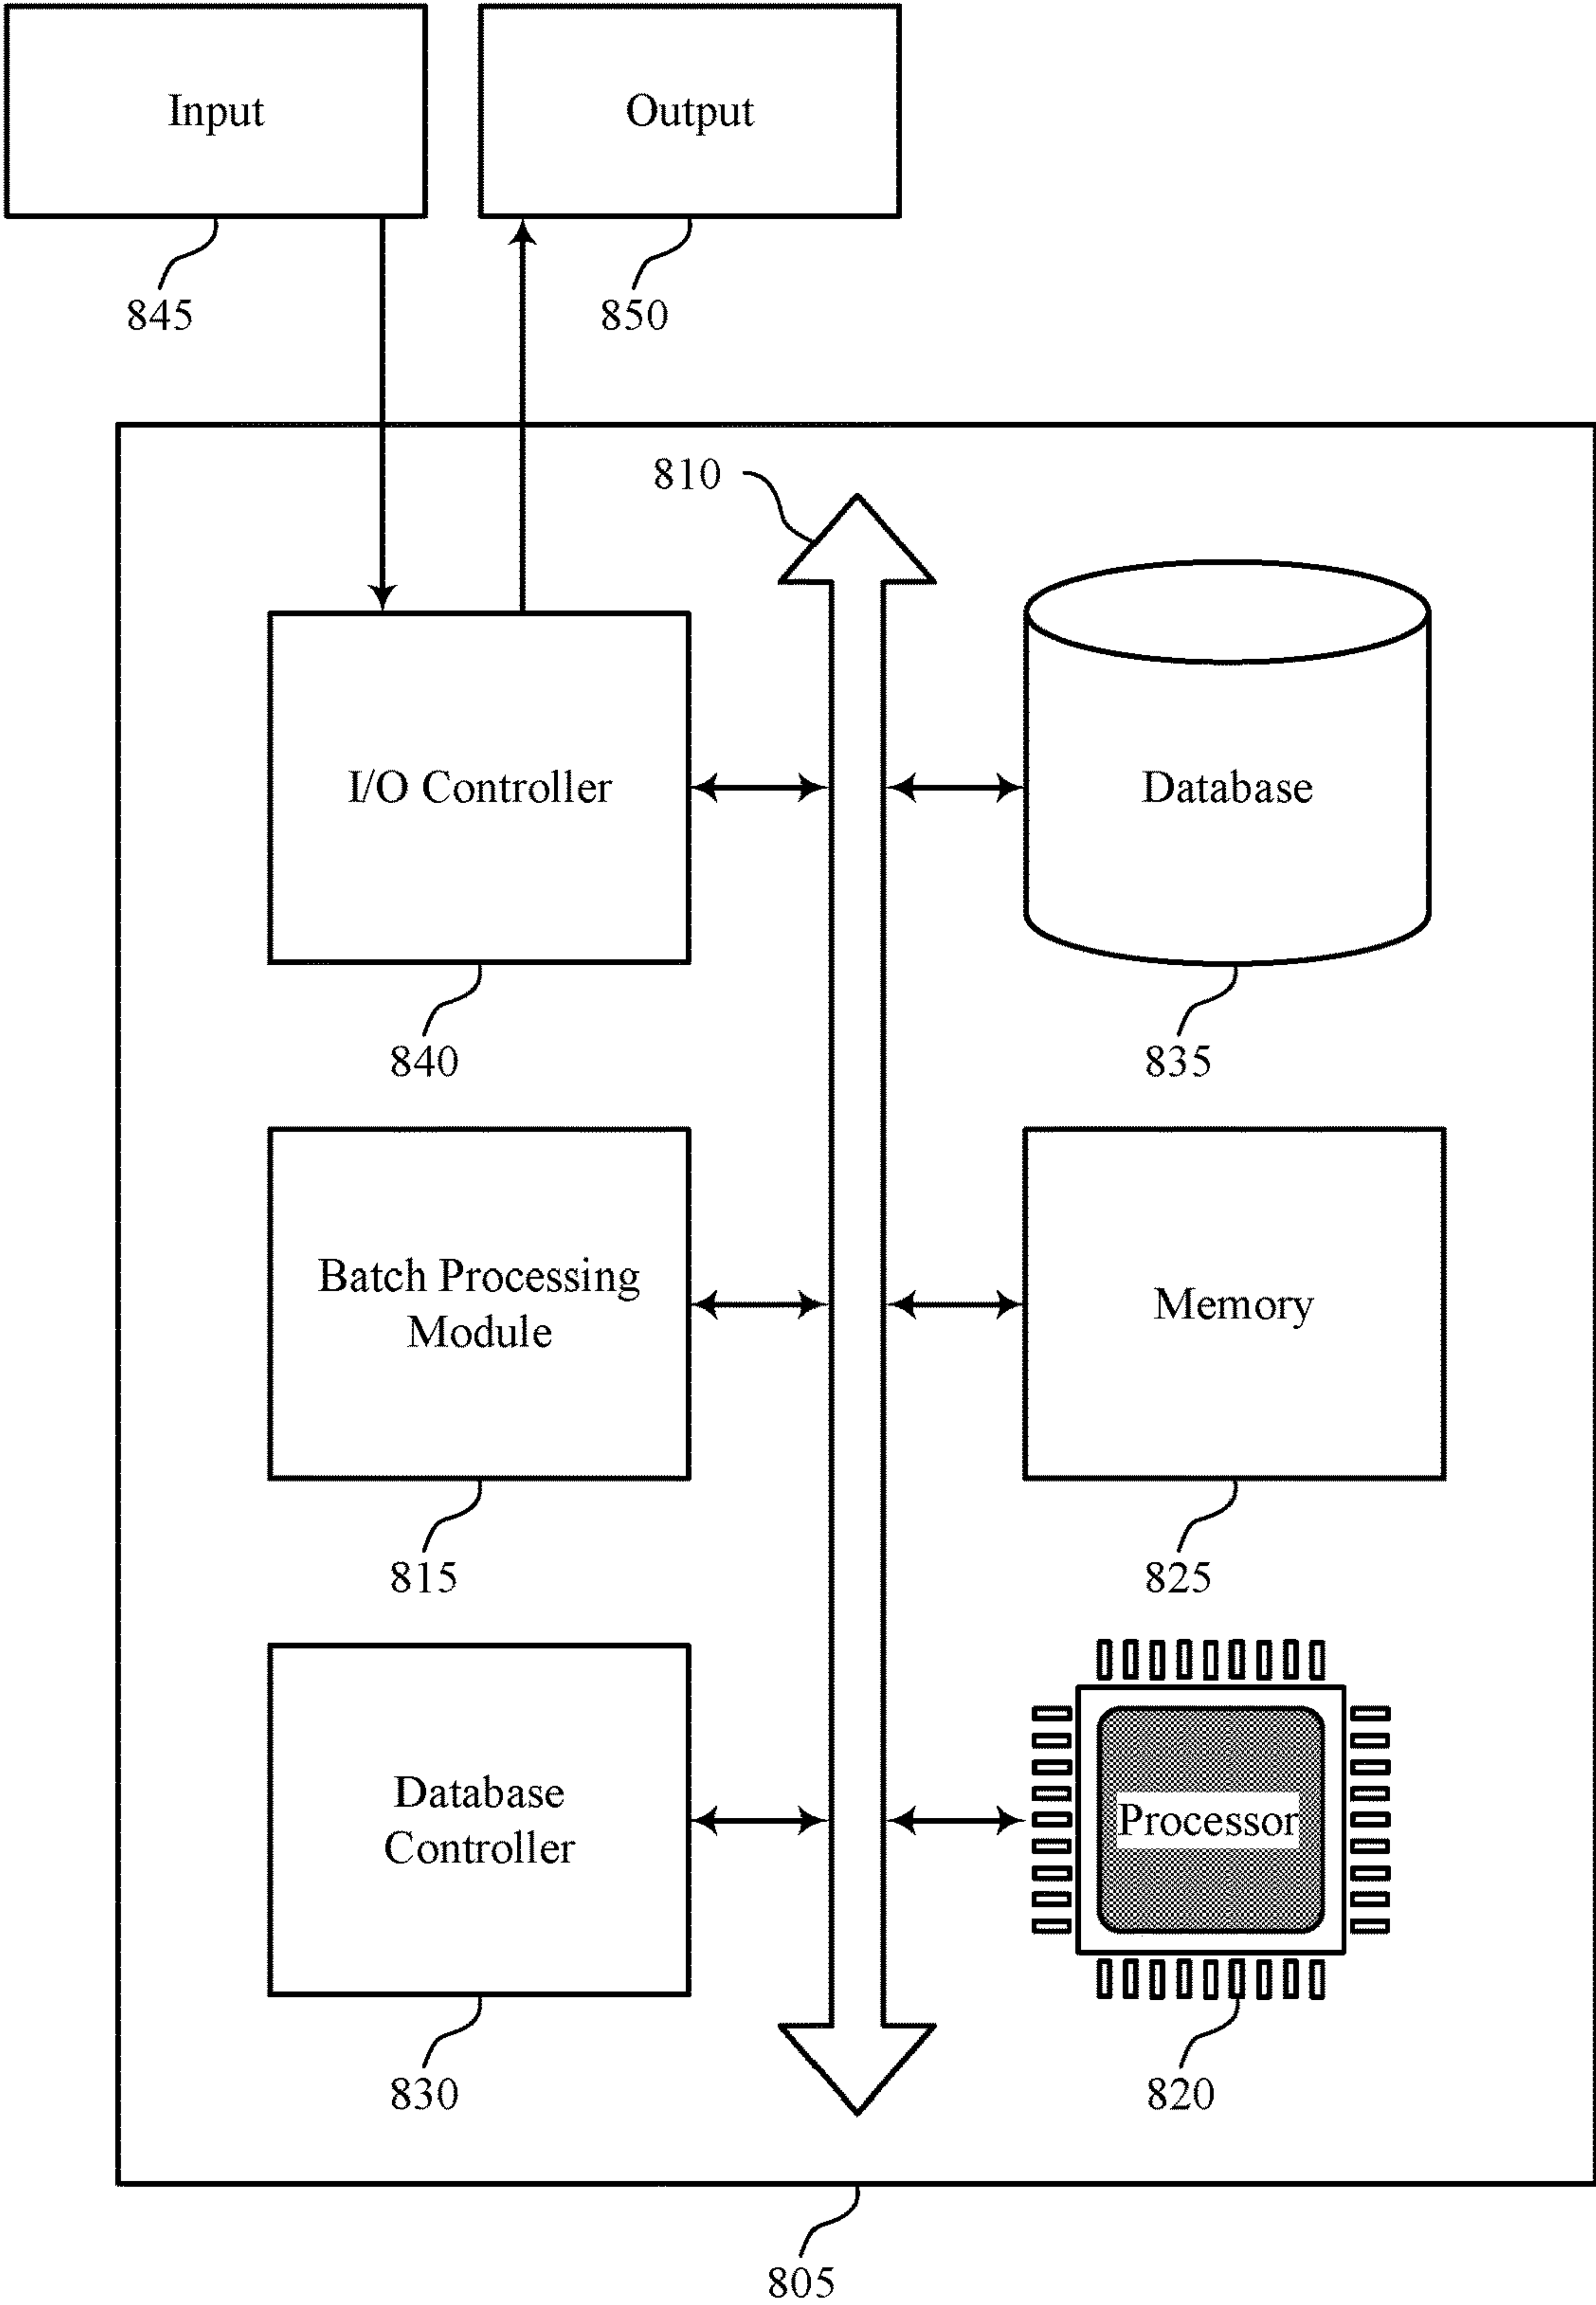 Input
Output
845
850
810
I/O Controller
Database
840
835
Batch Processing
Module
Memory
815
825
Database
Controller
Processor
830
820
805